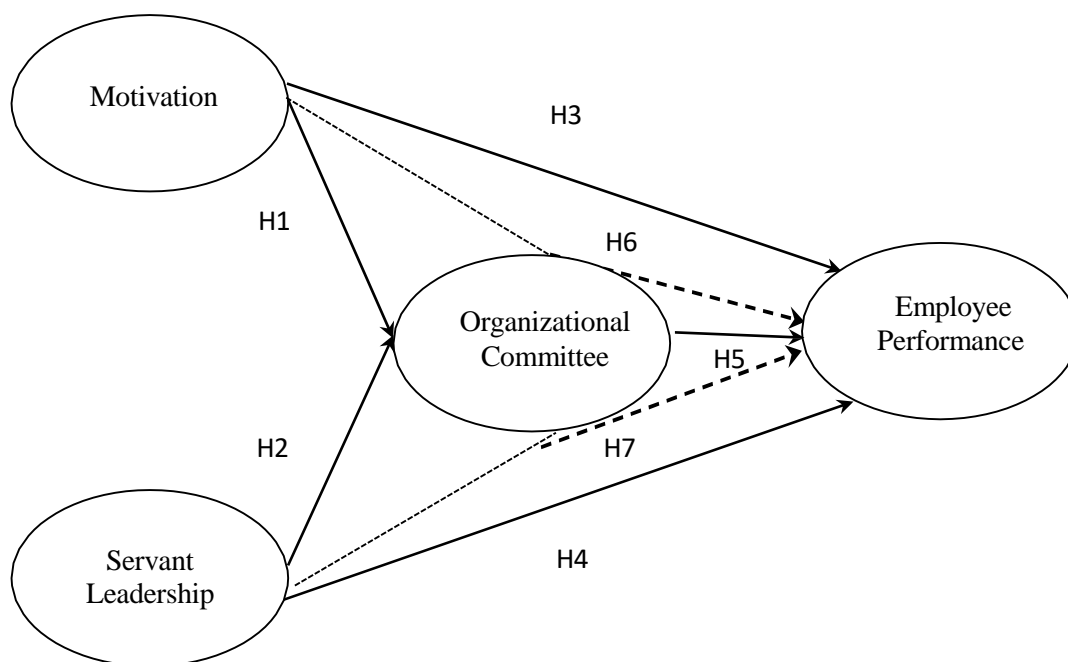 Motivation
H3
H1
H6
Organizational
Committee
Employee
Performance
H5
H2
H7
H4
Servant
Leadership